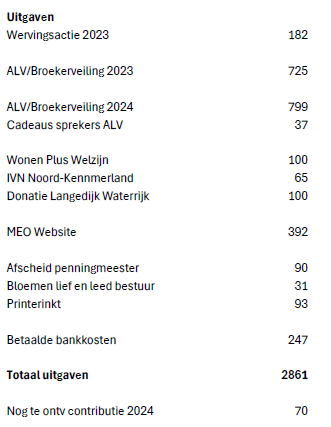 Uitgaven
Wervingsactie 2023 182
ALV/Broekerveiling 2023 725
ALV/Broekerveiling 2024 799
Cadeaus sprekers ALV 37
Wonen Plus Welzijn 100
IVN Noord-Kennmerland 65
Donatie Langedijk Waterrijk 100
MEO Website 392
Afscheid penningmeester 90
Bloemen lief en leed bestuur 31
Printerinkt 93
Betaalde bankkosten 247
Totaal uitgaven 2861
Nog te ontv contributie 2024 70